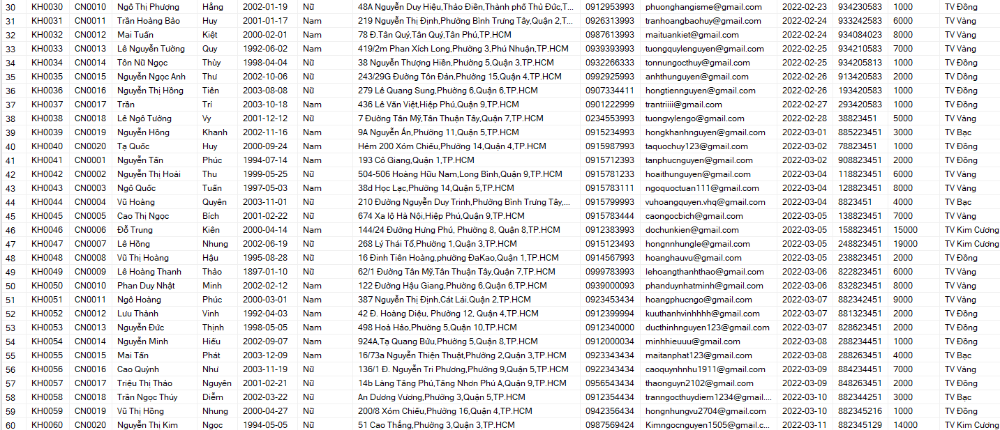 30 KH0030 CN0010 Ngô Thị Phượng Hằng 2002-01-19 Nữ 48A Nguyễn Duy Hiệu,Thảo Điền,Thành phố Thủ Đức,T... 0912953993 phuonghangisme@gmail.com 2022-02-23 934230583 1000 TV Đồng
31 KH0031 CN0011 Trần Hoàng Bảo Huy 2001-01-17 Nam 219 Nguyễn Thị Định,Phường Bình Trưng Tây,Quận 2,T... 0926313993 tranhoangbaohuy@gmail.com 2022-02-24 933242583 6000 TV Vàng
32 KH0032 CN0012 Mai Tuấn Kiệt 2000-02-01 Nam 78 Đ.Tân Quý,Tân Quý,Tân Phú,TP.HCM 0987613993 maituankiet@gmail.com 2022-02-24 934084023 8000 TV Vàng
33 KH0033 CN0013 Lê Nguyễn Tường Quy 1992-06-02 Nam 419/2m Phan Xích Long,Phường 3,Phú Nhuận,TP.HCM 0939393993 tuongquylenguyen@gmail.com 2022-02-25 934210583 7000 TV Vàng
34 KH0034 CN0014 Tôn Nữ Ngọc Thùy 1998-04-04 Nữ 38 Nguyễn Thượng Hiền,Phường 5,Quận 3,TP.HCM 0932266333 tonnungocthuy@gmail.com 2022-02-25 934205813 1000 TV Đồng
35 KH0035 CN0015 Nguyễn Ngọc Anh Thư 2002-10-06 Nữ 243/29G Đường Tôn Đản,Phường 15,Quận 4,TP.HCM 0992925993 anhthunguyen@gmail.com 2022-02-26 913420583 2000 TV Đồng
36 KH0036 CN0016 Nguyễn Thị Hồng Tiên 2003-08-08 Nữ 279 Lê Quang Sung,Phường 6,Quận 6,TP.HCM 0907334411 hongtiennguyen@gmail.com 2022-02-26 193420583 1000 TV Đồng
37 KH0037 CN0017 Trần Trí 2003-10-18 Nam 436 Lê Văn Việt,Hiệp Phú,Quận 9,TP.HCM 0901222999 trantriiii@gmail.com 2022-02-27 293420583 1000 TV Đồng
38 KH0038 CN0018 Lê Ngô Tường Vy 2001-12-12 Nữ 7 Đường Tân Mỹ,Tân Thuận Tây,Quận 7,TP.HCM 0234553993 tuongvylengo@gmail.com 2022-02-28 38823451 5000 TV Vàng
39 KH0039 CN0019 Nguyễn Hồng Khanh 2002-11-16 Nam 9A Nguyễn Án,Phường 11,Quận 5,TP.HCM 0915234993 hongkhanhnguyen@gmail.com 2022-03-01 885223451 3000 TV Bạc
40 KH0040 CN0020 Tạ Quốc Huy 2000-09-24 Nam Hẻm 200 Xóm Chiếu,Phường 14,Quận 4,TP.HCM 0915987993 taquochuy123@gmail.com 2022-03-02 78823451 1000 TV Đồng
41 KH0041 CN0001 Nguyễn Tấn Phúc 1994-07-14 Nam 193 Cô Giang,Quận 1,TP.HCM 0915712393 tanphucnguyen@gmail.com 2022-03-02 908823451 2000 TV Đồng
42 KH0042 CN0002 Nguyễn Thị Hoài Thu 1999-05-25 Nữ 504-506 Hoàng Hữu Nam,Long Bình,Quận 9,TP.HCM 0915781233 hoaithunguyen@gmail.com 2022-03-04 118823451 6000 TV Vàng
43 KH0043 CN0003 Ngô Quốc Tuấn 1997-05-03 Nam 38d Học Lạc,Phường 14,Quận 5,TP.HCM 0915783111 ngoquoctuan111@gmail.com 2022-03-04 128823451 8000 TV Vàng
44 KH0044 CN0004 Vũ Hoàng Quyên 2003-11-01 Nữ 210 Đường Nguyễn Duy Trinh,Phường Bình Trưng Tây,... 0915799993 vuhoangquyen.vhq@gmail.com 2022-03-04 8823451 4000 TV Bạc
45 KH0045 CN0005 Cao Thị Ngọc Bích 2001-02-22 Nữ 674 Xa lộ Hà Nội,Hiệp Phú,Quận 9,TP.HCM 0915783444 caongocbich@gmail.com 2022-03-05 138823451 7000 TV Vàng
46 KH0046 CN0006 Đỗ Trung Kiên 2000-04-14 Nam 144/24 Đường Hưng Phú, Phường 8, Quận 8,TP.HCM 0912383993 dochunkien@gmail.com 2022-03-05 158823451 15000 TV Kim Cương
47 KH0047 CN0007 Lê Hồng Nhung 2002-06-19 Nữ 268 Lý Thái Tổ,Phường 1,Quận 3,TP.HCM 0915123493 hongnnhungle@gmail.com 2022-03-05 248823451 19000 TV Kim Cương
48 KH0048 CN0008 Vũ Thị Hoàng Hậu 1995-08-28 Nữ 16 Đinh Tiên Hoàng,phường ĐaKao,Quận 1,TP.HCM 0914567993 hoanghauvu@gmail.com 2022-03-05 238823451 2000 TV Đồng
49 KH0049 CN0009 Lê Hoàng Thanh Thảo 1897-01-10 Nữ 62/1 Đường Tân Mỹ,Tân Thuận Tây,Quận 7,TP.HCM 0999783993 lehoangthanhthao@gmail.com 2022-03-06 822823451 6000 TV Vàng
50 KH0050 CN0010 Phan Duy Nhật Minh 2002-02-12 Nam 122 Đường Hậu Giang,Phường 6,Quận 6,TP.HCM 0939000093 phanduynhatminh@gmail.com 2022-03-06 832823451 8000 TV Vàng
51 KH0051 CN0011 Ngô Hoàng Phúc 2000-03-01 Nam 387 Nguyễn Thị Định,Cát Lái,Quận 2,TP.HCM 0923453434 hoangphucngo@gmail.com 2022-03-07 882342451 9000 TV Vàng
52 KH0052 CN0012 Lưu Thành Vinh 1992-04-03 Nam 42 Đ. Hoàng Diệu, Phường 12, Quận 4,TP.HCM 0912399994 kuuthanhvinhhhh@gmail.com 2022-03-07 881323451 2000 TV Đồng
53 KH0053 CN0013 Nguyễn Đức Thịnh 1998-05-05 Nam 498 Hoà Hảo,Phường 5,Quận 10,TP.HCM 0912340000 ducthinhnguyen123@gmail.com 2022-03-07 828623451 2000 TV Đồng
54 KH0054 CN0014 Nguyễn Minh Hiếu 2002-09-07 Nam 924A,Tạ Quang Bửu,Phường 5,Quận 8,TP.HCM 0912000034 minhhieuuu@gmail.com 2022-03-08 288234451 1000 TV Đồng
55 KH0055 CN0015 Mai Tấn Phát 2003-12-09 Nam 16/73a Nguyễn Thiện Thuật,Phường 2,Quận 3,TP.HCM 0923343434 maitanphat123@gmail.com 2022-03-08 288263451 4000 TV Bạc
56 KH0056 CN0016 Cao Quỳnh Như 2003-11-19 Nữ 136/1 Đ. Nguyễn Tri Phương,Phường 9,Quận 5,TP.HCM 0922343434 caoquynhnhu1911@gmail.com 2022-03-09 884234451 7000 TV Vàng
57 KH0057 CN0017 Triệu Thị Thảo Nguyên 2001-02-21 Nữ 14b Làng Tăng Phú,Tăng Nhơn Phú A,Quận 9,TP.HCM 0956543434 thaonguyn2102@gmail.com 2022-03-09 848263451 2000 TV Đồng
58 KH0058 CN0018 Trần Ngọc Thúy Diễm 2002-03-22 Nữ An Dương Vương,Phường 3,Quận 5,TP.HCM 0912354434 tranngocthuydiem1234@gmail.... 2022-03-10 882344251 3000 TV Bạc
59 KH0059 CN0019 Vũ Thị Hồng Nhung 2000-04-27 Nữ 200/8 Xóm Chiếu,Phường 16,Quận 4,TP.HCM 0942356434 hongnhungvu2704@gmail.com 2022-03-10 882345216 1000 TV Đồng
60 KH0060 CN0020 Nguyễn Thị Kim Ngọc 1994-05-05 Nữ 51 Cao Thắng,Phường 3,Quận 3,TP.HCM 0987569424 Kimngocnguyen1505@gmail.c... 2022-03-11 882345129 14000 TV Kim Cương